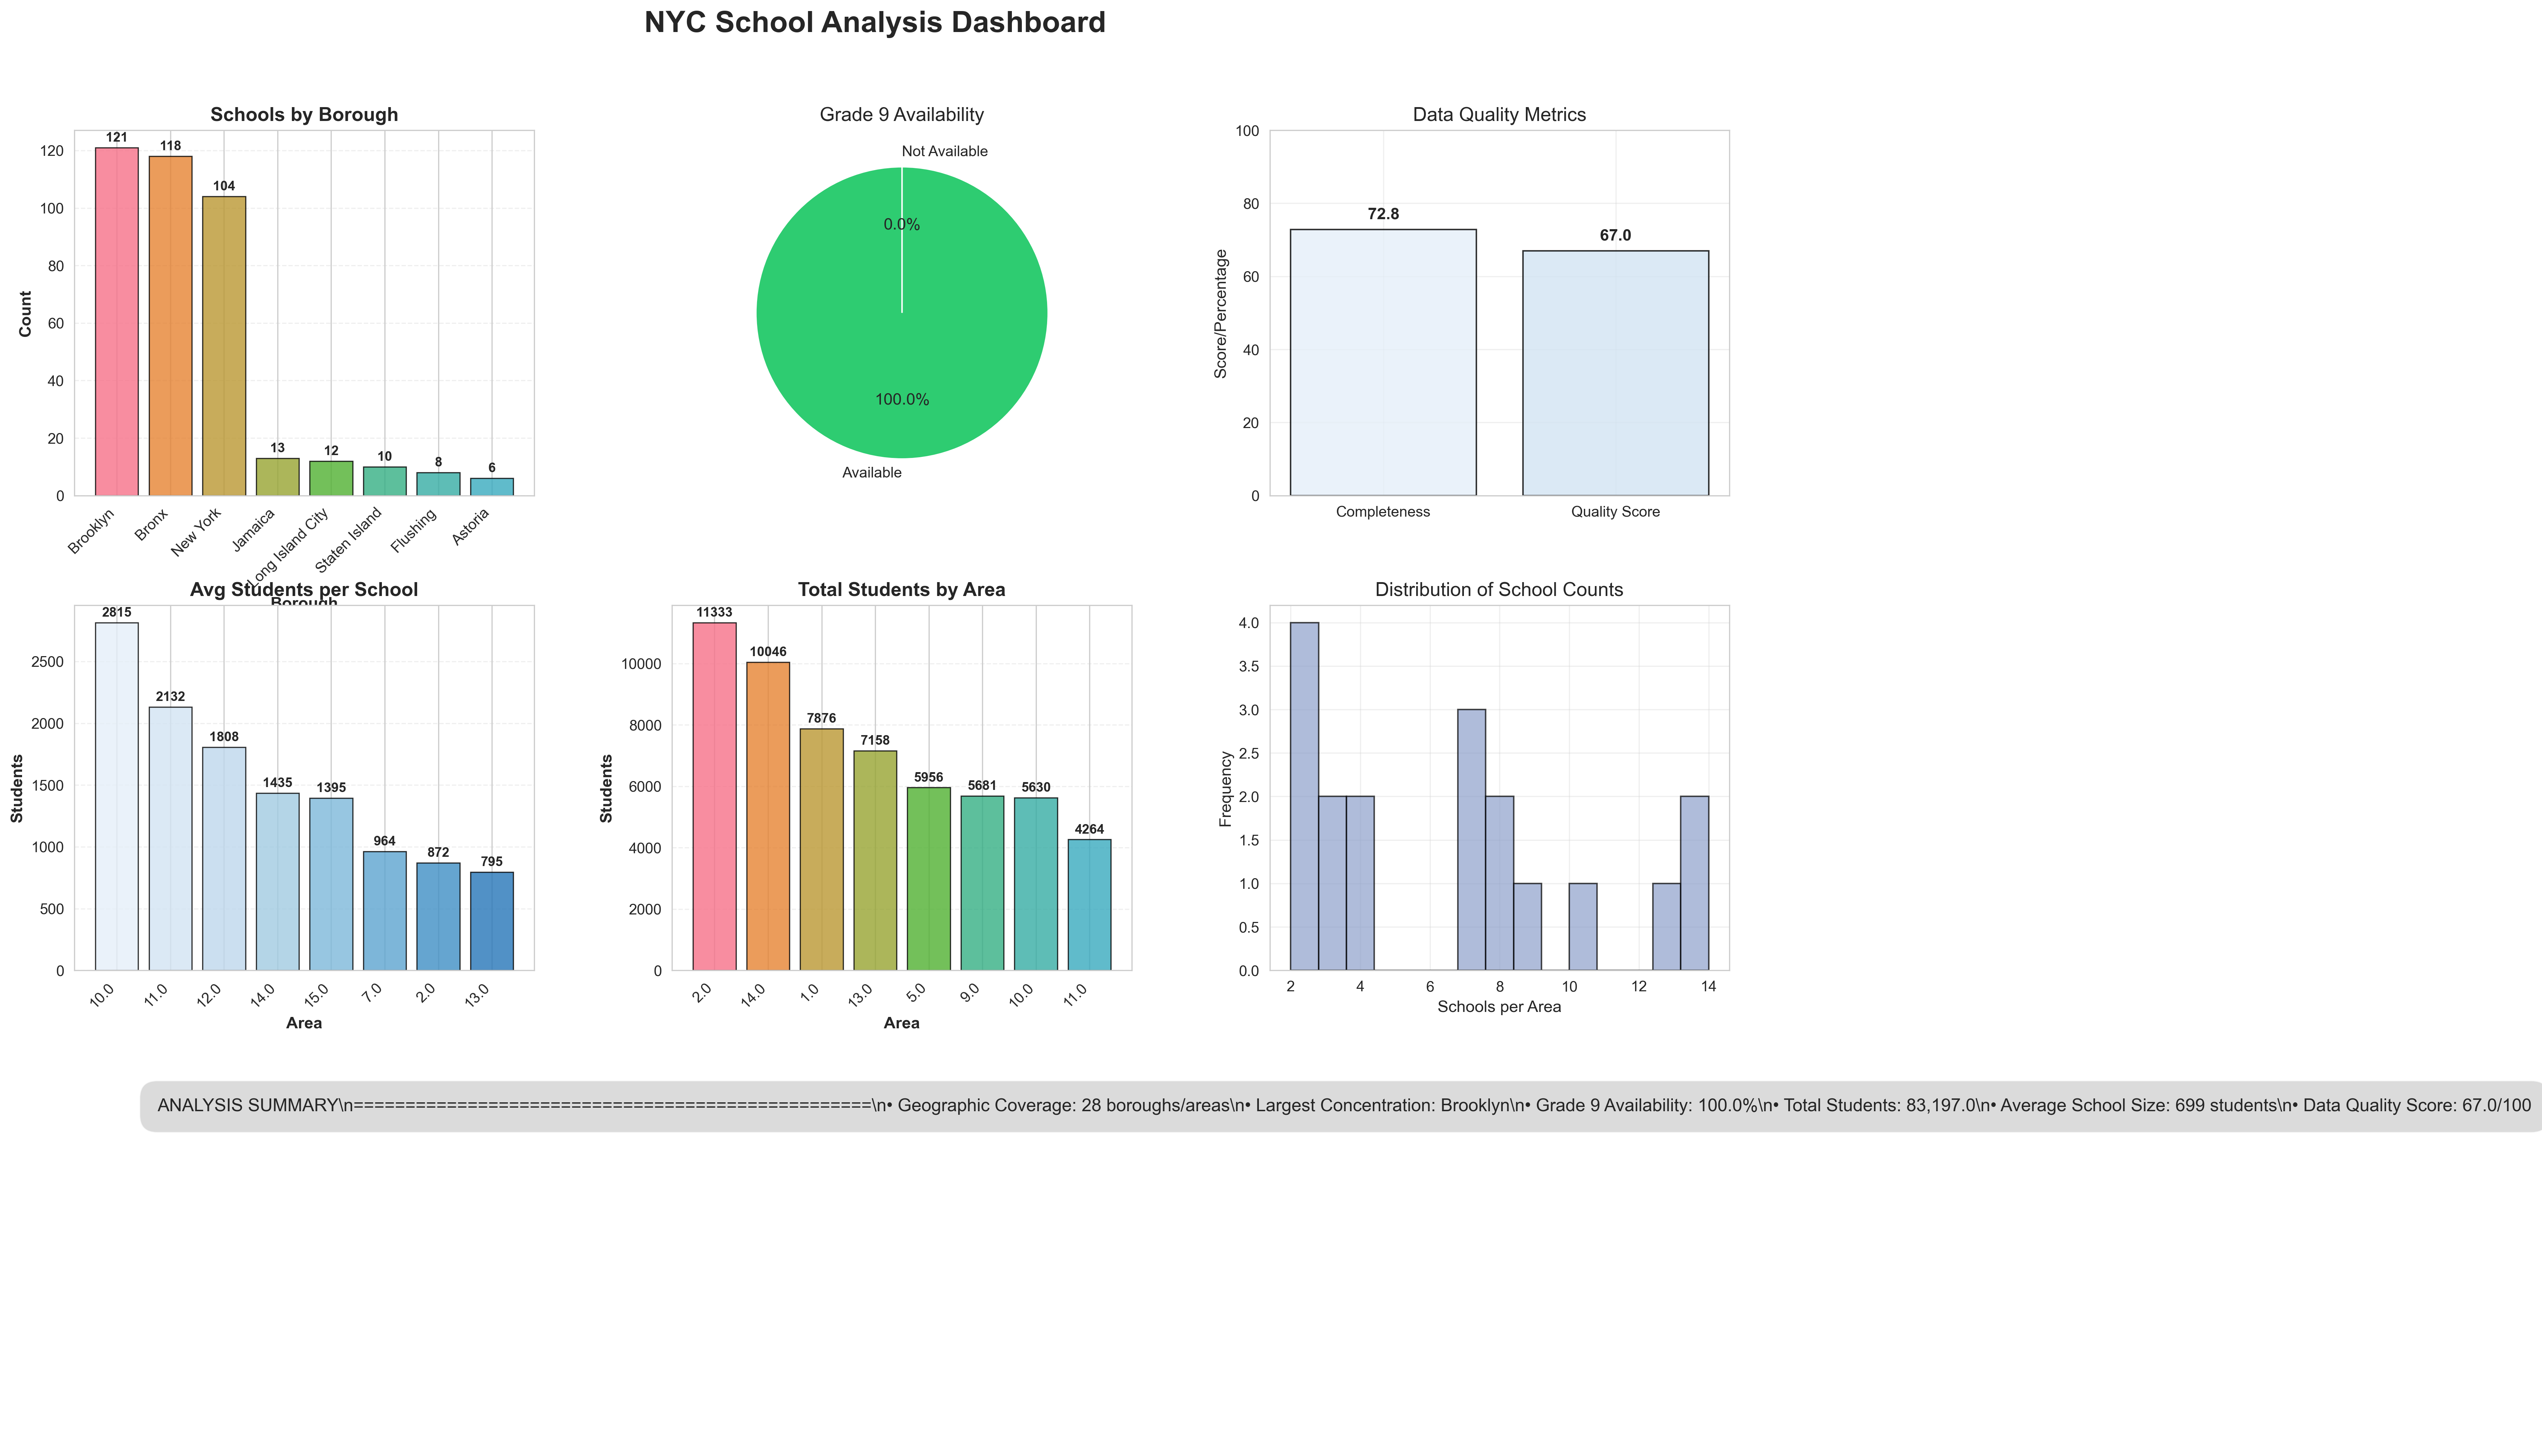 NYC School Analysis Dashboard
Schools by Borough
Count
120
100
80
60
40
20
0
121
118
104
13
12
10
8
6
Brooklyn
Bronx
New York
Jamaica
Long Island City
Staten Island
Flushing
Astoria
Borough
Grade 9 Availability
Not Available
0.0%
100.0%
Available
Data Quality Metrics
Score/Percentage
100
80
60
40
20
0
72.8
67.0
Completeness
Quality Score
Avg Students per School
Students
2500
2000
1500
1000
500
0
2815
2132
1808
1435
1395
964
872
795
10.0
11.0
12.0
14.0
15.0
7.0
2.0
13.0
Area
Total Students by Area
Students
10000
8000
6000
4000
2000
0
11333
10046
7876
7158
5956
5681
5630
4264
2.0
14.0
1.0
13.0
5.0
9.0
10.0
11.0
Area
Distribution of School Counts
Frequency
4.0
3.5
3.0
2.5
2.0
1.5
1.0
0.5
0.0
2
4
6
8
10
12
14
Schools per Area
ANALYSIS SUMMARY\n==================================================\n• Geographic Coverage: 28 boroughs/areas\n• Largest Concentration: Brooklyn\n• Grade 9 Availability: 100.0%\n• Total Students: 83,197.0\n• Average School Size: 699 students\n• Data Quality Score: 67.0/100